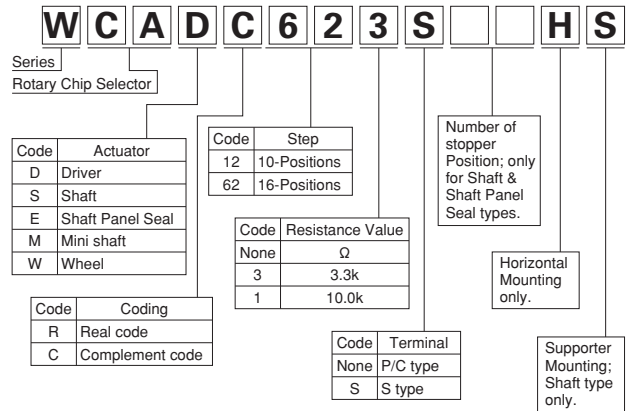 W C A D C 6 2 3 S H S
Series
Rotary Chip Selector
Code Actuator
D Driver
S Shaft
E Shaft Panel Seal
M Mini shaft
W Wheel
Code Coding
R Real code
C Complement code
Code Step
12 10-Positions
62 16-Positions
Code Resistance Value
None Ω
3 3.3k
1 10.0k
Code Terminal
None P/C type
S S type
Number of
stopper
Position; only
for Shaft &
Shaft Panel
Seal types.
Horizontal
Mounting
only.
Supporter
Mounting;
Shaft type
only.